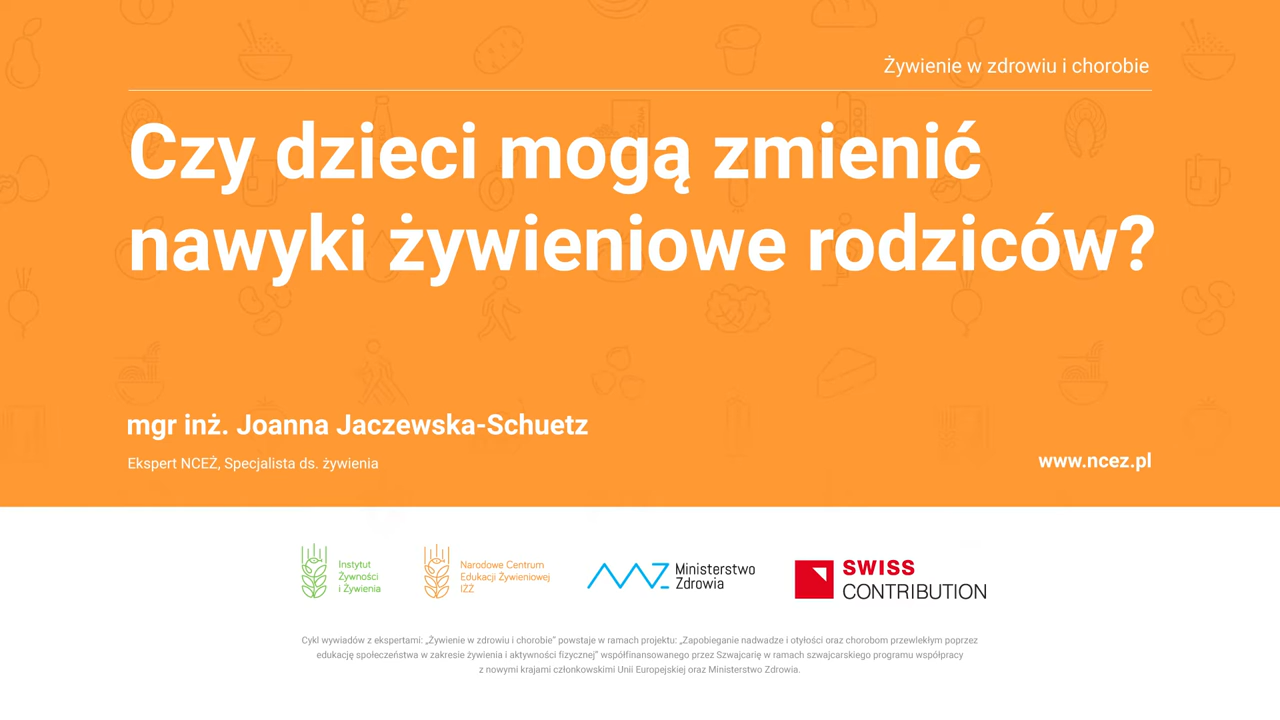 Żywienie w zdrowiu i chorobie
Czy dzieci mogą zmienić
nawyki żywieniowe rodziców?
mgr inż. Joanna Jaczewska-Schuetz
Ekspert NCEŻ, Specjalista ds. żywienia
www.ncez.pl
Instytut
Żywności
i Żywienia
Narodowe Centrum
Edukacji Żywieniowej
IŻŻ
Ministerstwo
Zdrowia
SWISS
CONTRIBUTION
Cykl wywiadów z ekspertami: „Żywienie w zdrowiu i chorobie” powstaje w ramach projektu: „Zapobieganie nadwadze i otyłości oraz chorobom przewlekłym poprzez
edukację społeczeństwa w zakresie żywienia i aktywności fizycznej” współfinansowanego przez Szwajcarię w ramach szwajcarskiego programu współpracy
z nowymi krajami członkowskimi Unii Europejskiej oraz Ministerstwo Zdrowia.